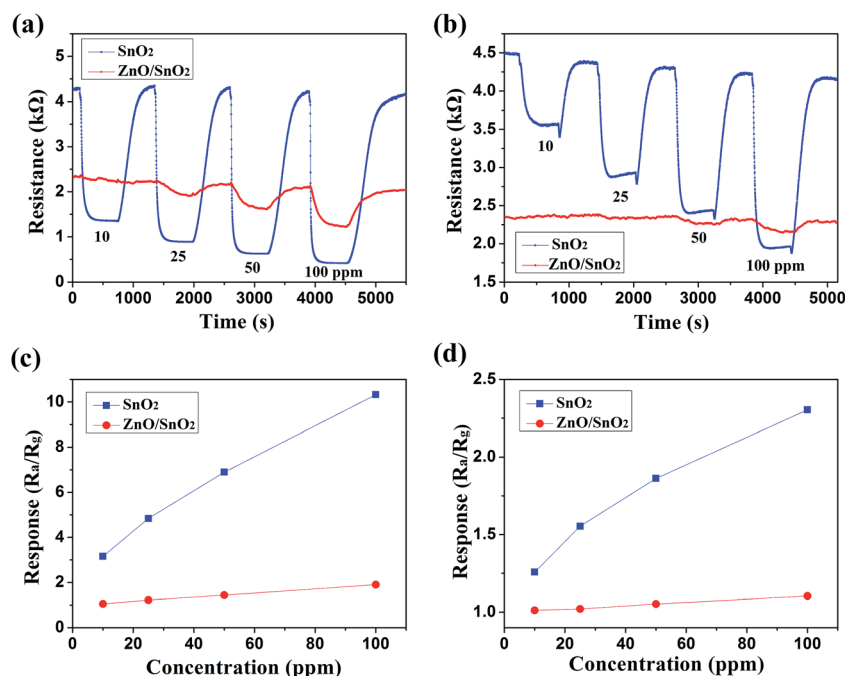 (a)
SnO2
ZnO/SnO2
Resistance (kΩ)
5
4
3
2
1
0
10
25
50
100 ppm
0
1000
2000
3000
4000
5000
Time (s)
(b)
4.5
4.0
3.5
3.0
2.5
2.0
1.5
Resistance (kΩ)
10
25
50
100 ppm
SnO2
ZnO/SnO2
0
1000
2000
3000
4000
5000
Time (s)
(c)
SnO2
ZnO/SnO2
Response (Ra/Rg)
10
8
6
4
2
0
0
20
40
60
80
100
Concentration (ppm)
(d)
SnO2
ZnO/SnO2
Response (Ra/Rg)
2.5
2.0
1.5
1.0
0
20
40
60
80
100
Concentration (ppm)